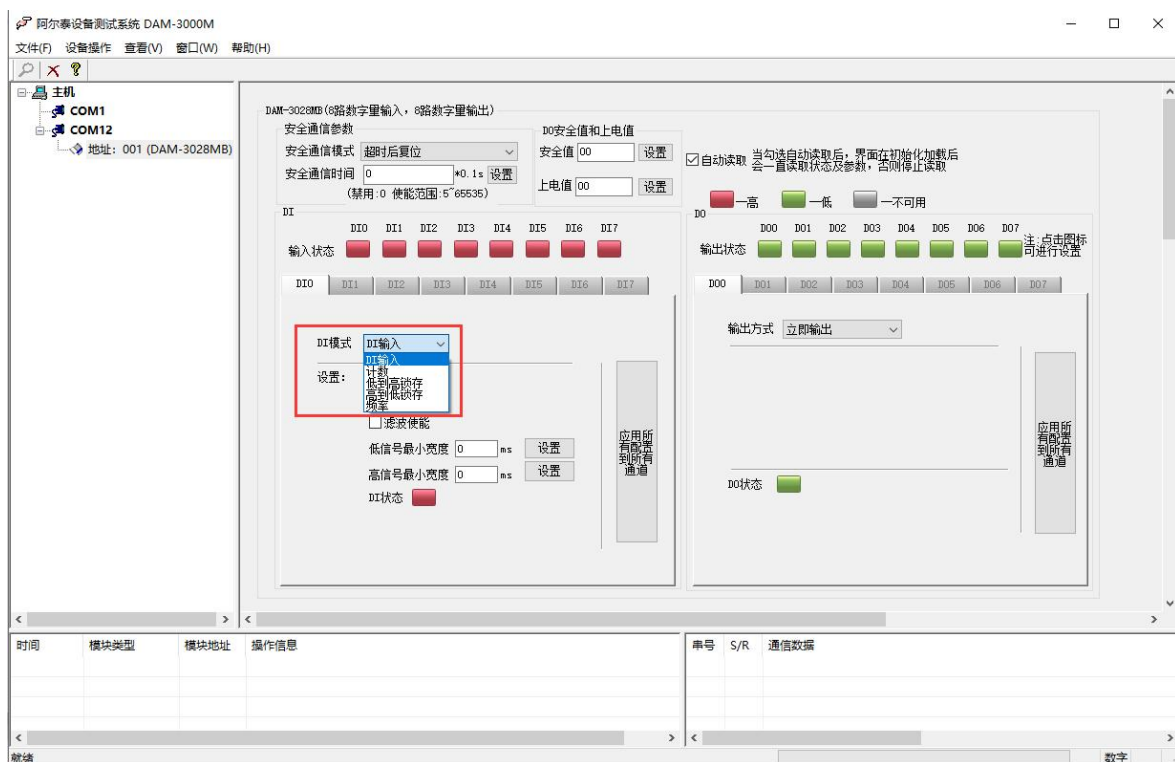 阿尔泰设备测试系统 DAM-3000M
文件(F) 设备操作 查看(V) 窗口(W) 帮助(H)
主机
COM1
COM12
地址：001 (DAM-3028MB)
DAM-3028MB(8路数字量输入，8路数字量输出)
安全通信参数
安全通信模式 超时后复位
安全通信时间 0 *0.1s 设置
(禁用:0 使能范围:5~65535)
DO安全值和上电值
安全值 00 设置
上电值 00 设置
自动读取 当勾选自动读取后，界面在初始化加载后
会一直读取状态及参数，否则停止读取
—高 —低 —不可用
DI
DI0 DI1 DI2 DI3 DI4 DI5 DI6 DI7
输入状态
DI0 DI1 DI2 DI3 DI4 DI5 DI6 DI7
DI模式 DI输入
DI输入
计数
低到高锁存
高到低锁存
频率
设置：
滤波使能
低信号最小宽度 0 ms 设置
高信号最小宽度 0 ms 设置
DI状态
应用所
有配置
到所有
通道
DO
DO0 DO1 DO2 DO3 DO4 DO5 DO6 DO7
输出状态
注:点击图标
可进行设置
DO0 DO1 DO2 DO3 DO4 DO5 DO6 DO7
输出方式 立即输出
DO状态
应用所
有配置
到所有
通道
时间 模块类型 模块地址 操作信息
串号 S/R 通信数据
就绪
数字